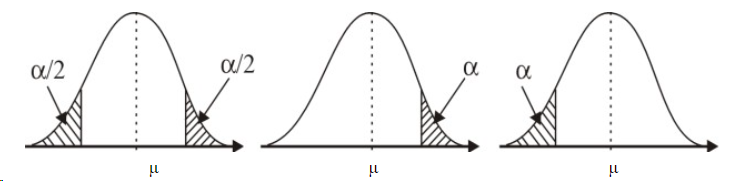 α/2 α/2 α α
μ μ μ